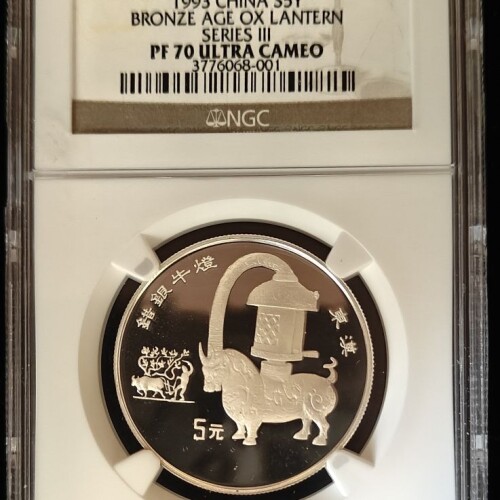 1993 CHINA S5Y
BRONZE AGE OX LANTERN
SERIES III
PF 70 ULTRA CAMEO
3776068-001
NGC
錯銀牛燈
東漢
5元